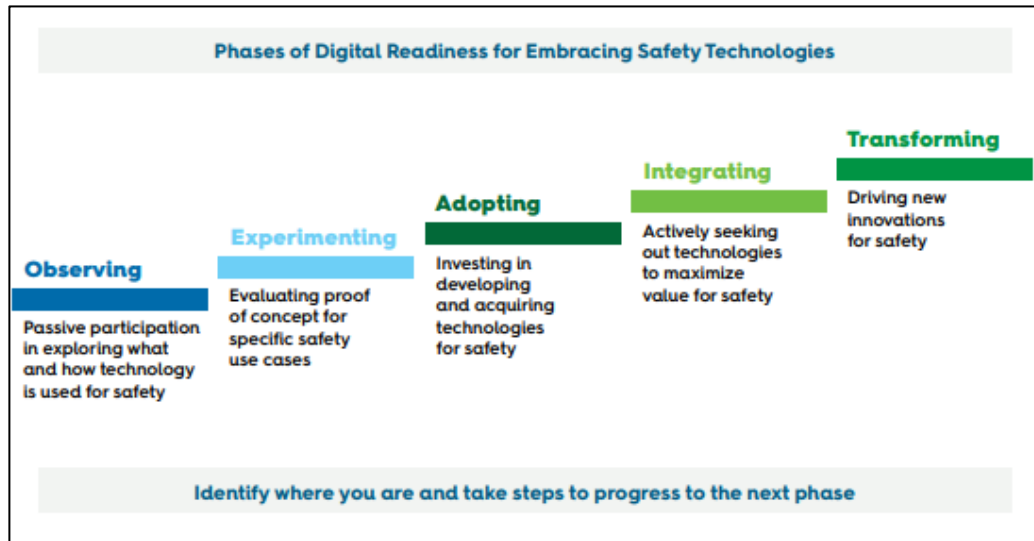 Phases of Digital Readiness for Embracing Safety Technologies
Observing
Passive participation
in exploring what
and how technology
is used for safety
Experimenting
Evaluating proof
of concept for
specific safety
use cases
Adopting
Investing in
developing
and acquiring
technologies
for safety
Integrating
Actively seeking
out technologies
to maximize
value for safety
Transforming
Driving new
innovations
for safety
Identify where you are and take steps to progress to the next phase